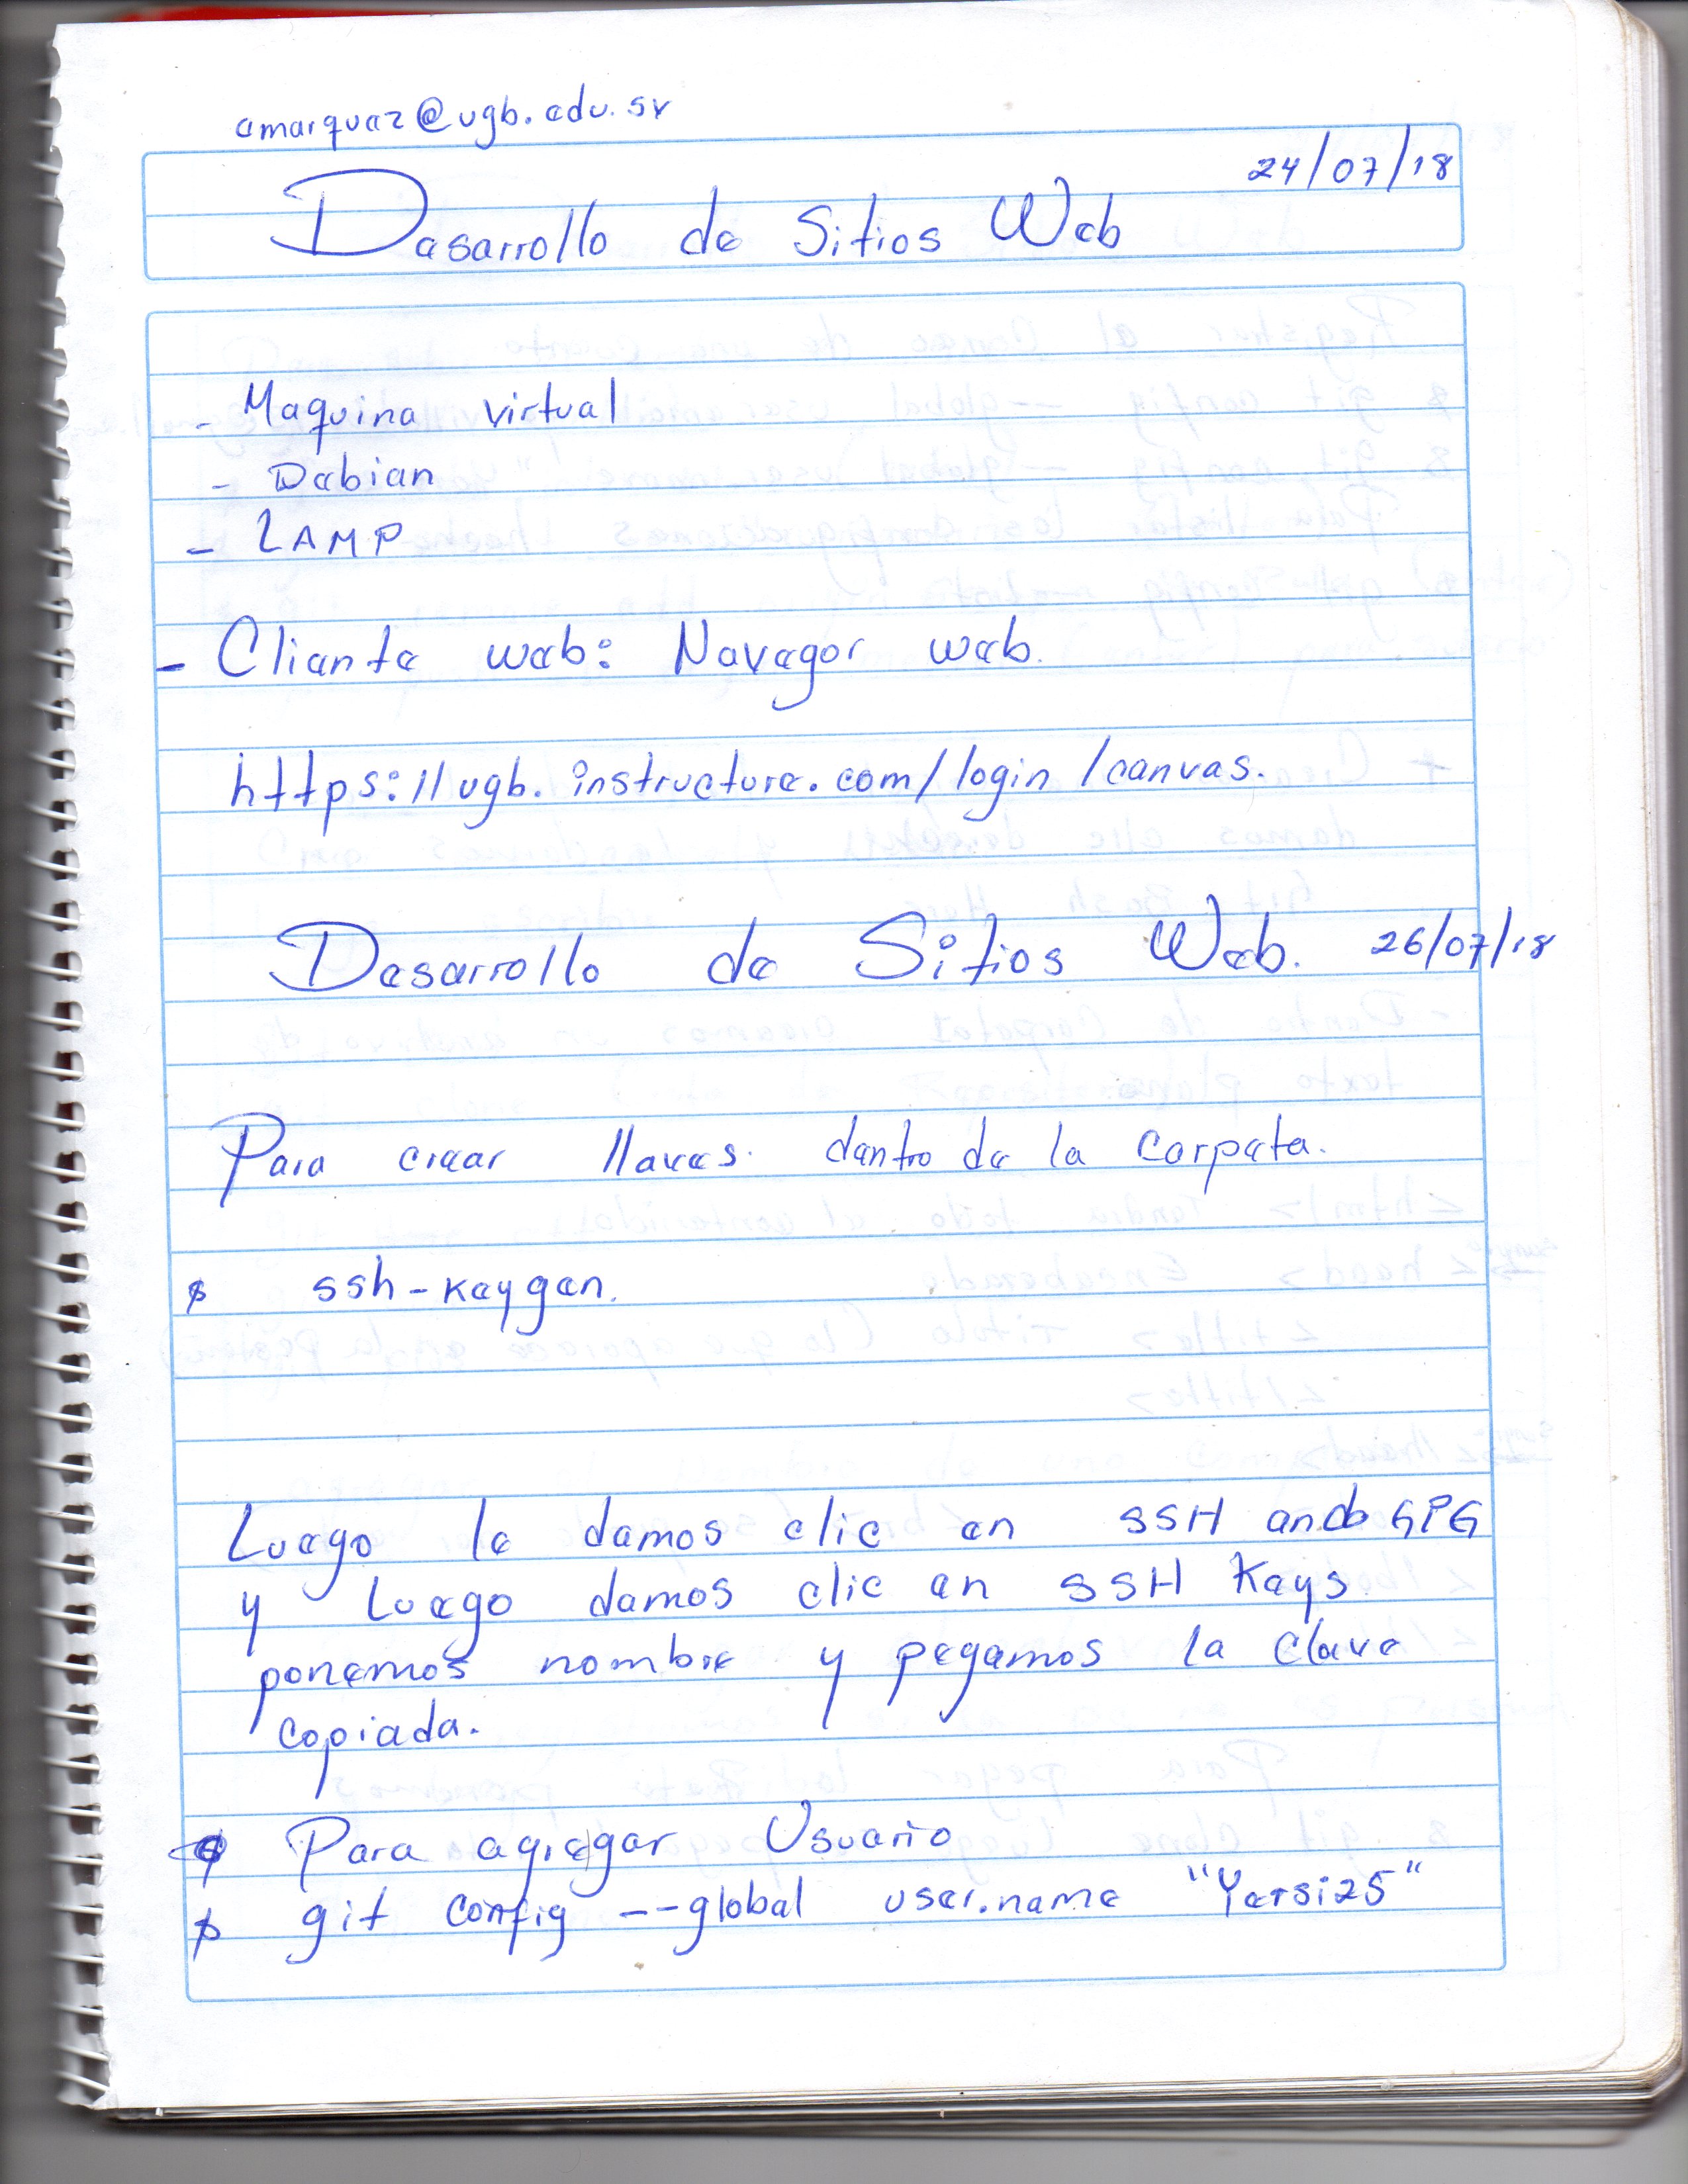 amarquez@ugb.edu.sv
24/07/18
Desarrollo de Sitios Web
- Maquina virtual
- Debian
- LAMP
- Cliente web: Navegor web.
https://ugb.instructure.com/login/canvas.
Desarrollo de Sitios Web. 26/07/18
Para crear llaves. dentro de la carpeta.
$ ssh-keygen.
Luego le damos clic en SSH and GPG
y luego damos clic en SSH Keys.
ponemos nombre y pegamos la clave
copiada.
Para agregar Usuario
$ git config --global user.name "Yersi25"